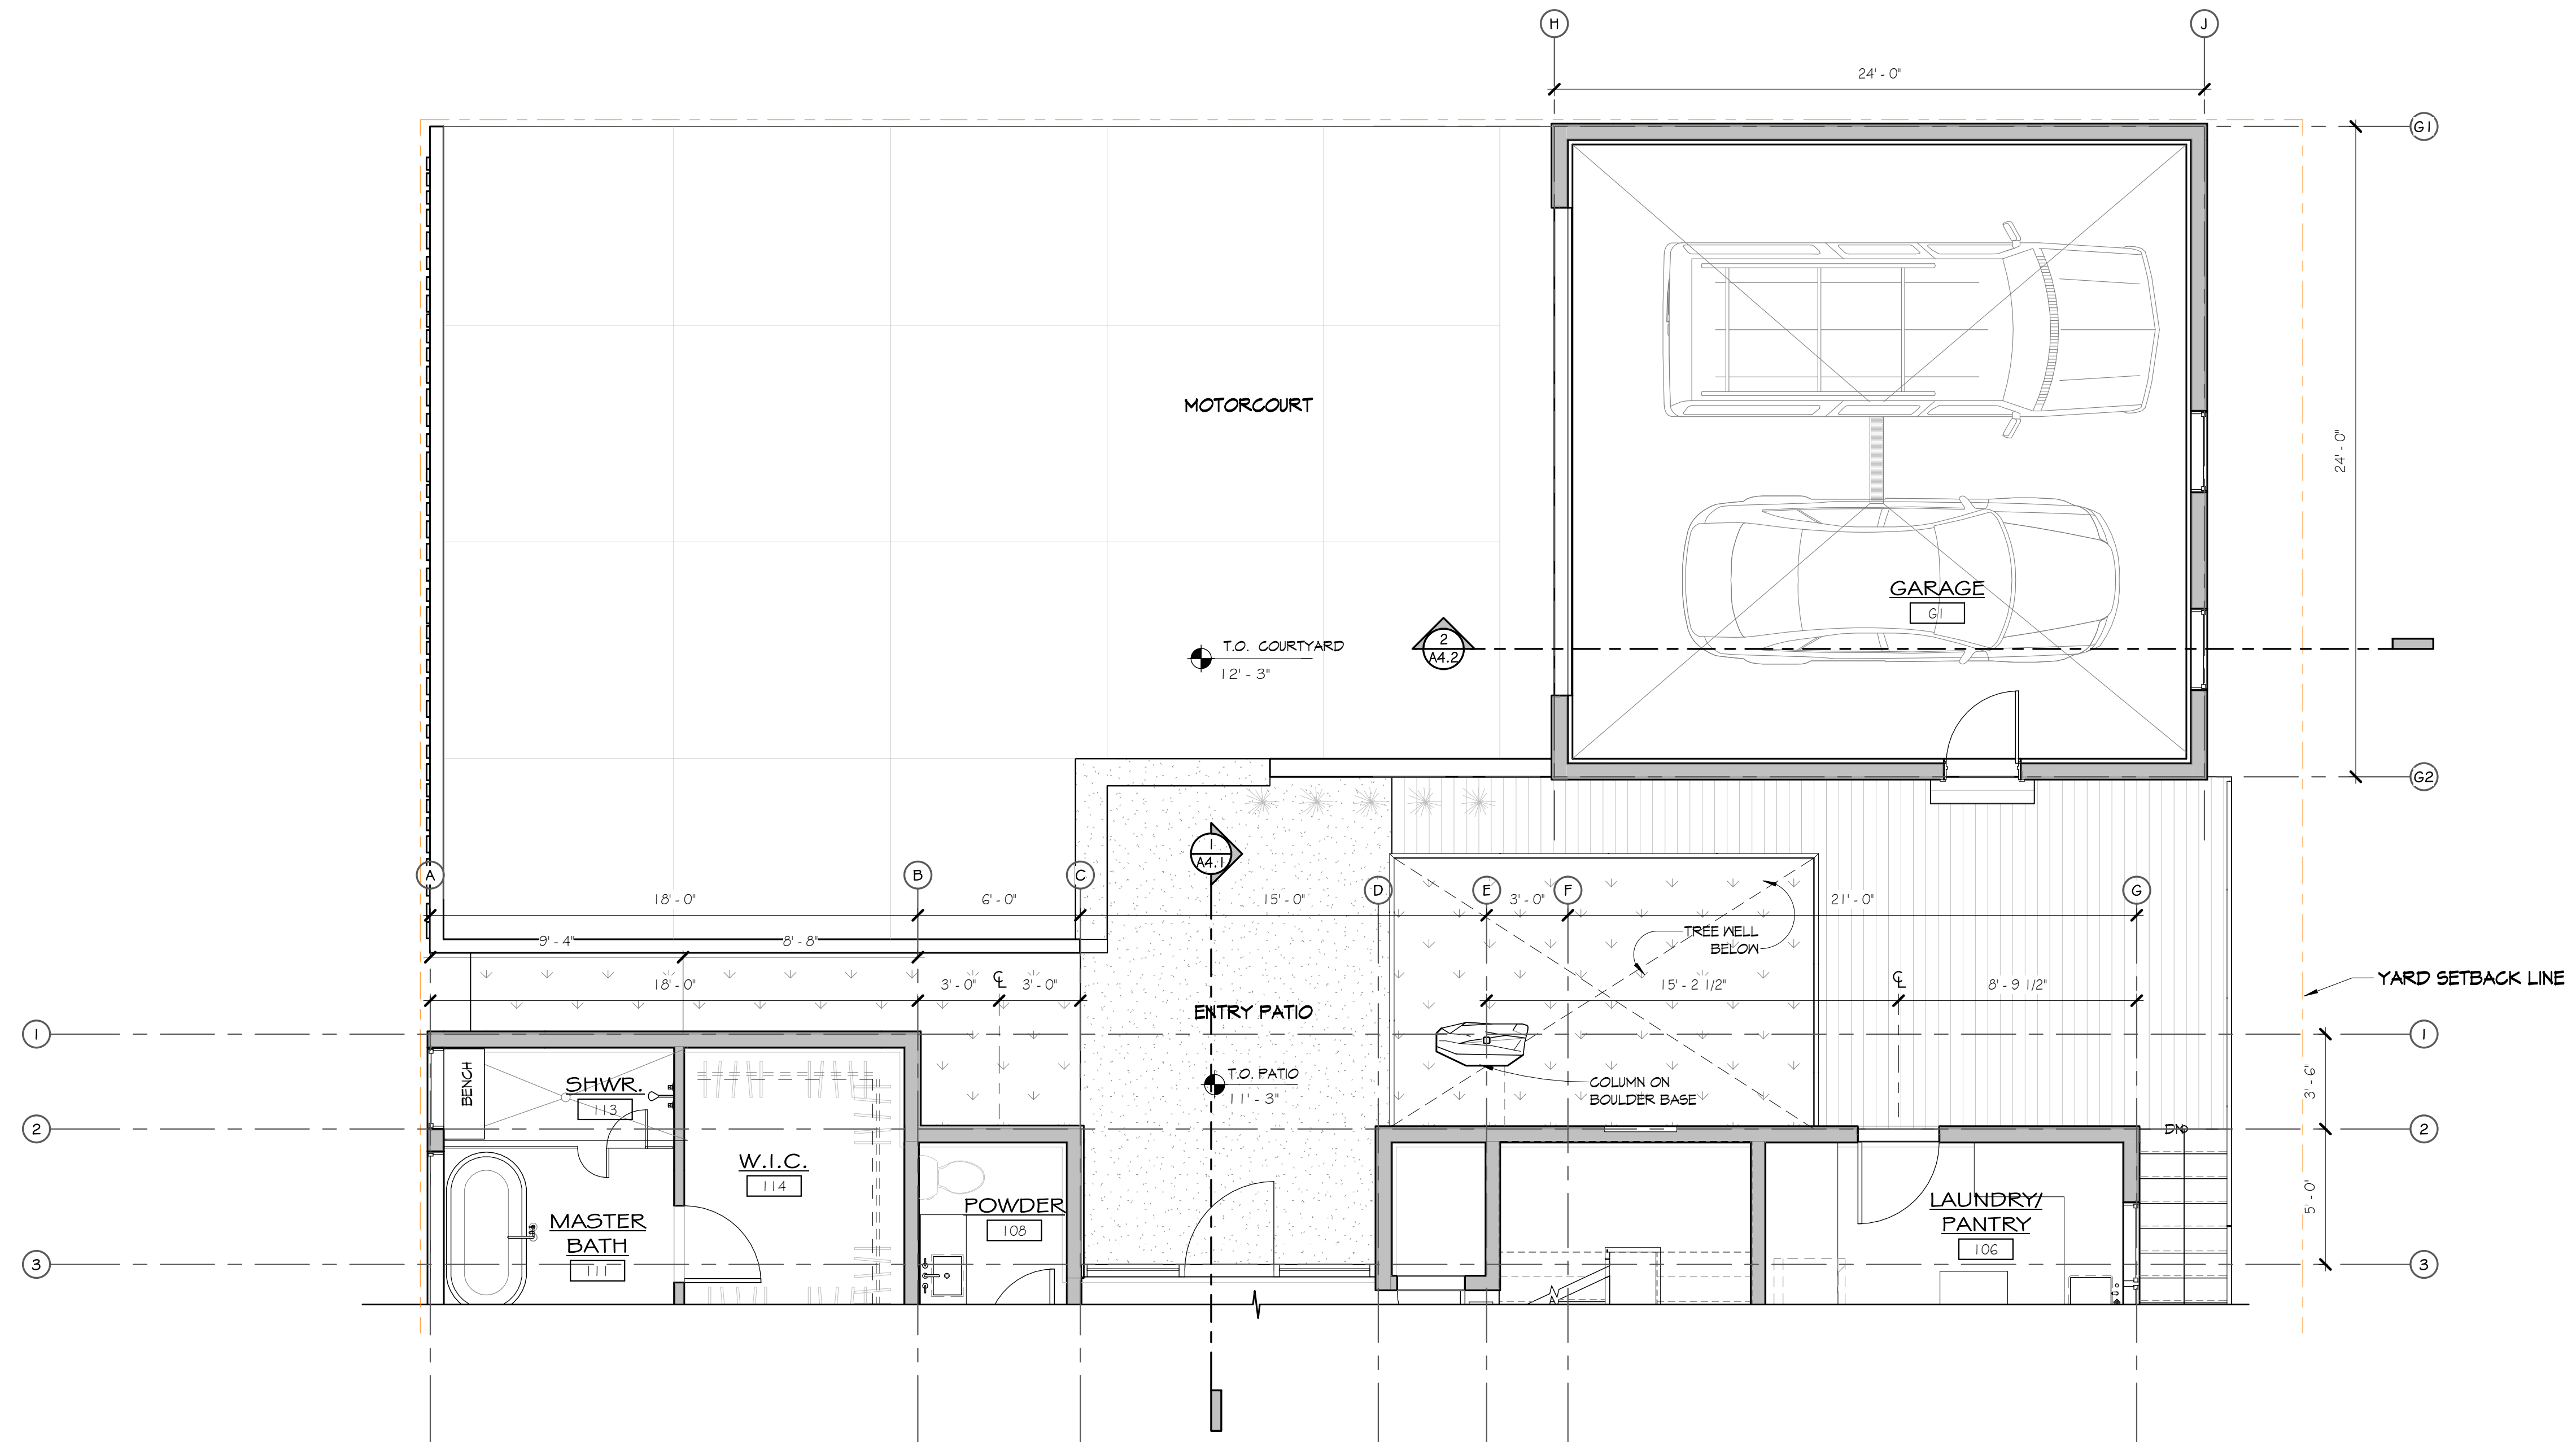 H
J
24' - 0"
G1
MOTORCOURT
24' - 0"
GARAGE
G1
2
A4.2
T.O. COURTYARD
12' - 3"
G2
1
A4.1
A
B
C
D
E
F
G
18' - 0"
6' - 0"
15' - 0"
3' - 0"
21' - 0"
9' - 4"
8' - 8"
TREE WELL
BELOW
18' - 0"
3' - 0"
CL
3' - 0"
15' - 2 1/2"
CL
8' - 9 1/2"
YARD SETBACK LINE
ENTRY PATIO
1
1
BENCH
SHWR.
113
T.O. PATIO
11' - 3"
COLUMN ON
BOULDER BASE
3' - 6"
2
DN
2
W.I.C.
114
MASTER
BATH
111
POWDER
108
LAUNDRY/
PANTRY
106
5' - 0"
3
3